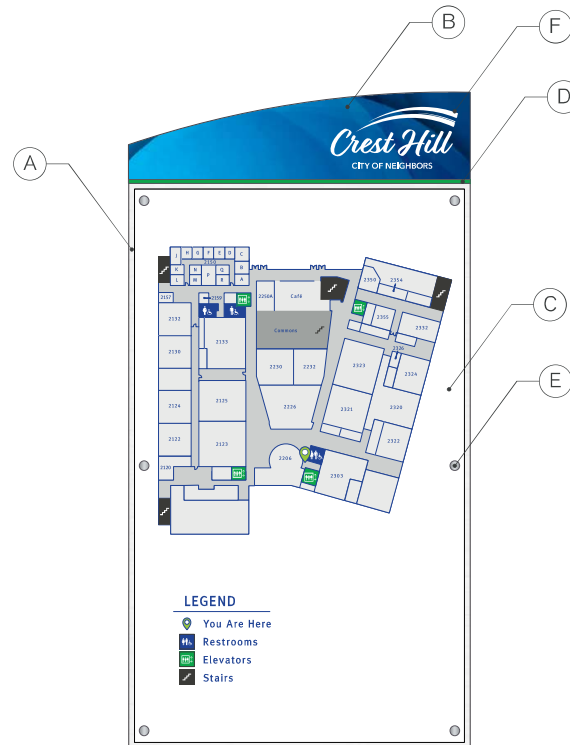 B
F
D
A
Crest Hill
CITY OF NEIGHBORS
H G F E D C
J
2150
B
K N P Q
L M R A
2157
2159
2250A
Café
2350
2354
2132
2133
Commons
2355
2332
2130
2230
2232
2323
2326
2324
C
2124
2125
2226
2321
2320
2122
2123
2322
2120
2206
2303
E
LEGEND
You Are Here
Restrooms
Elevators
Stairs